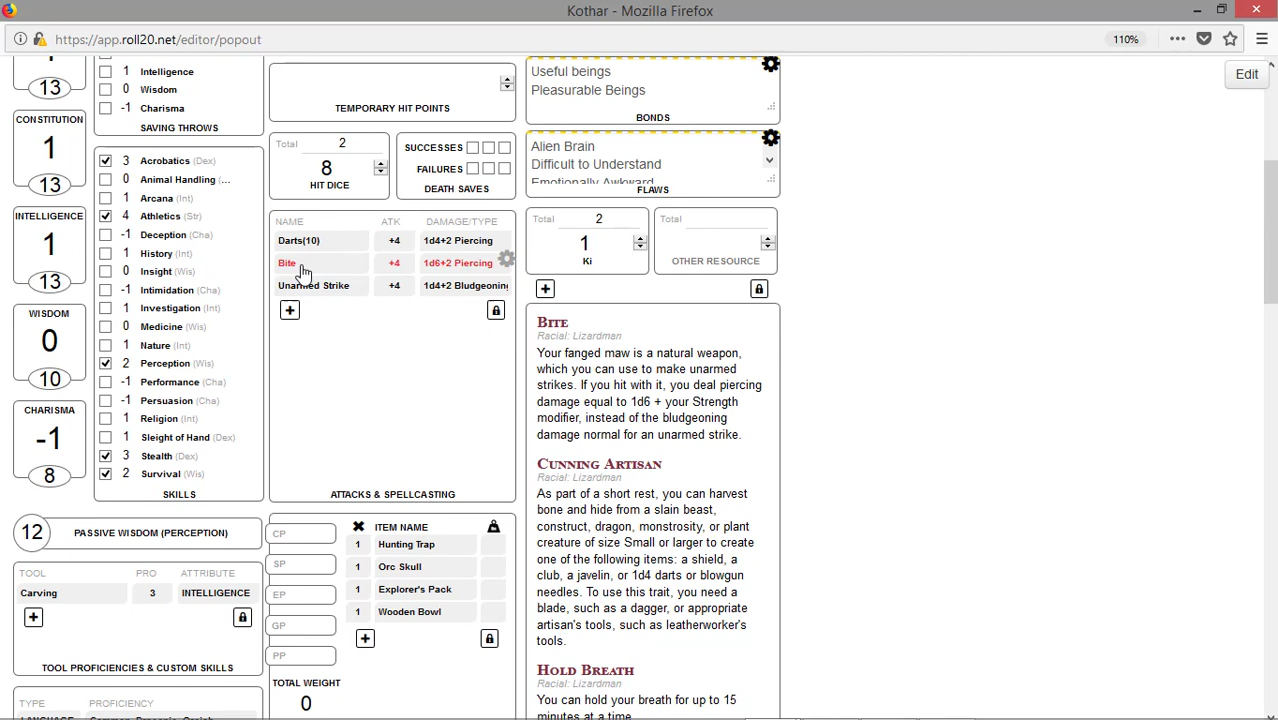 Kothar - Mozilla Firefox
https://app.roll20.net/editor/popout
110%
Edit
13
CONSTITUTION
1
13
INTELLIGENCE
1
13
WISDOM
0
10
CHARISMA
-1
8
1 Intelligence
0 Wisdom
-1 Charisma
SAVING THROWS
3 Acrobatics (Dex)
0 Animal Handling (...
1 Arcana (Int)
4 Athletics (Str)
-1 Deception (Cha)
1 History (Int)
0 Insight (Wis)
-1 Intimidation (Cha)
1 Investigation (Int)
0 Medicine (Wis)
1 Nature (Int)
2 Perception (Wis)
-1 Performance (Cha)
-1 Persuasion (Cha)
1 Religion (Int)
1 Sleight of Hand (Dex)
3 Stealth (Dex)
2 Survival (Wis)
SKILLS
12 PASSIVE WISDOM (PERCEPTION)
TOOL PRO ATTRIBUTE
Carving 3 INTELLIGENCE
TOOL PROFICIENCIES & CUSTOM SKILLS
TYPE PROFICIENCY
TEMPORARY HIT POINTS
Total 2
8
HIT DICE
SUCCESSES
FAILURES
DEATH SAVES
NAME ATK DAMAGE/TYPE
Darts(10) +4 1d4+2 Piercing
Bite +4 1d6+2 Piercing
Unarmed Strike +4 1d4+2 Bludgeoning
ATTACKS & SPELLCASTING
CP
SP
EP
GP
PP
TOTAL WEIGHT
0
ITEM NAME
1 Hunting Trap
1 Orc Skull
1 Explorer's Pack
1 Wooden Bowl
Useful beings
Pleasurable Beings
BONDS
Alien Brain
Difficult to Understand
Emotionally Awkward
FLAWS
Total 2
1
Ki
Total
OTHER RESOURCE
BITE
Racial: Lizardman
Your fanged maw is a natural weapon,
which you can use to make unarmed
strikes. If you hit with it, you deal piercing
damage equal to 1d6 + your Strength
modifier, instead of the bludgeoning
damage normal for an unarmed strike.
CUNNING ARTISAN
Racial: Lizardman
As part of a short rest, you can harvest
bone and hide from a slain beast,
construct, dragon, monstrosity, or plant
creature of size Small or larger to create
one of the following items: a shield, a
club, a javelin, or 1d4 darts or blowgun
needles. To use this trait, you need a
blade, such as a dagger, or appropriate
artisan's tools, such as leatherworker's
tools.
HOLD BREATH
Racial: Lizardman
You can hold your breath for up to 15
minutes at a time.